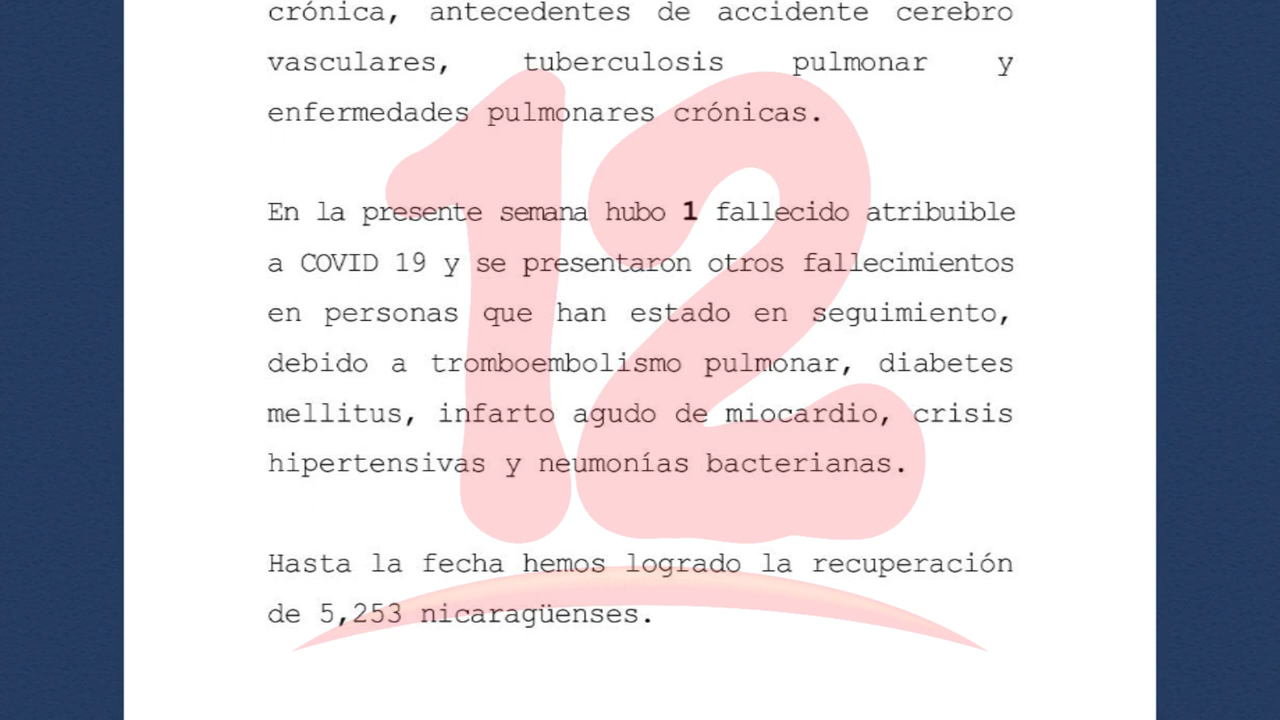 crónica, antecedentes de accidente cerebro
vasculares, tuberculosis pulmonar y
enfermedades pulmonares crónicas.
En la presente semana hubo 1 fallecido atribuible
a COVID 19 y se presentaron otros fallecimientos
en personas que han estado en seguimiento,
debido a tromboembolismo pulmonar, diabetes
mellitus, infarto agudo de miocardio, crisis
hipertensivas y neumonías bacterianas.
Hasta la fecha hemos logrado la recuperación
de 5,253 nicaragüenses.
12